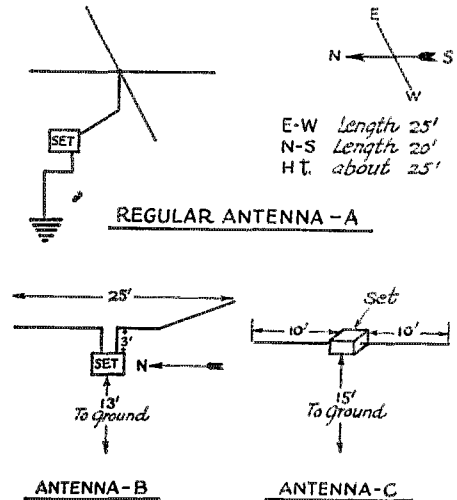 E
N S
W
SET
E-W Length 25'
N-S Length 20'
HT. about 25'
REGULAR ANTENNA-A
25'
3'
SET
N
13'
To Ground
ANTENNA-B
Set
10' 10'
15'
To Ground
ANTENNA-C